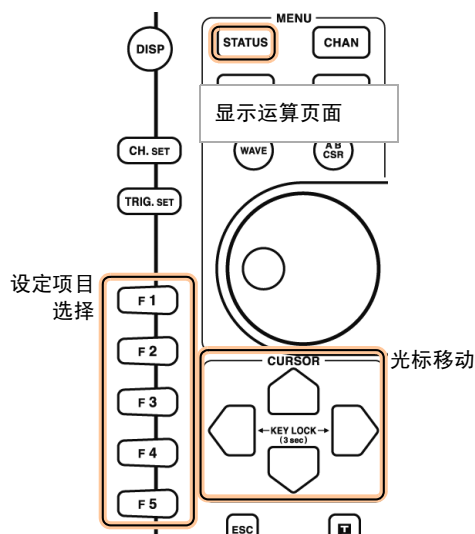 MENU
DISP
STATUS
CHAN
显示运算页面
CH. SET
WAVE
A B
CSR
TRIG. SET
设定项目
选择
F 1
F 2
F 3
F 4
F 5
CURSOR
光标移动
←KEY LOCK→
(3 sec)
ESC
T